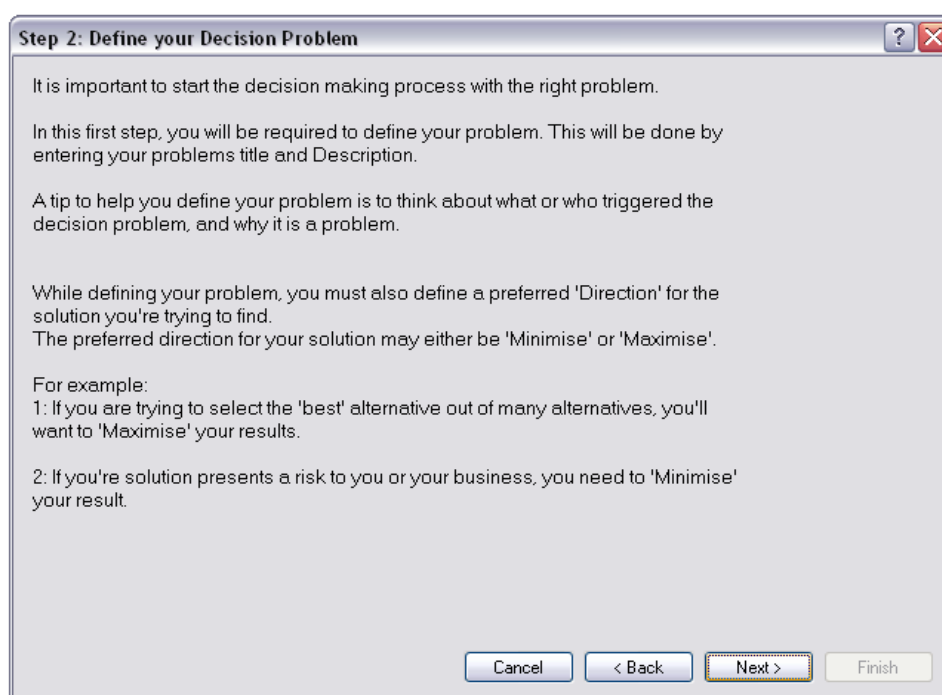 Step 2: Define your Decision Problem
?
It is important to start the decision making process with the right problem.
In this first step, you will be required to define your problem. This will be done by
entering your problems title and Description.
A tip to help you define your problem is to think about what or who triggered the
decision problem, and why it is a problem.
While defining your problem, you must also define a preferred 'Direction' for the
solution you're trying to find.
The preferred direction for your solution may either be 'Minimise' or 'Maximise'.
For example:
1: If you are trying to select the 'best' alternative out of many alternatives, you'll
want to 'Maximise' your results.
2: If you're solution presents a risk to you or your business, you need to 'Minimise'
your result.
Cancel
< Back
Next >
Finish